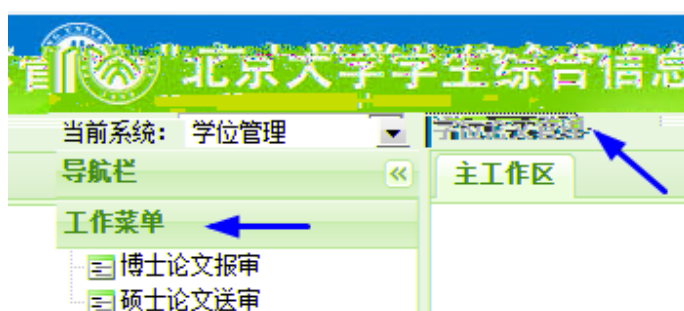 北京大学学生综合信息
当前系统： 学位管理
导航栏 主工作区
工作菜单
博士论文报审
硕士论文送审